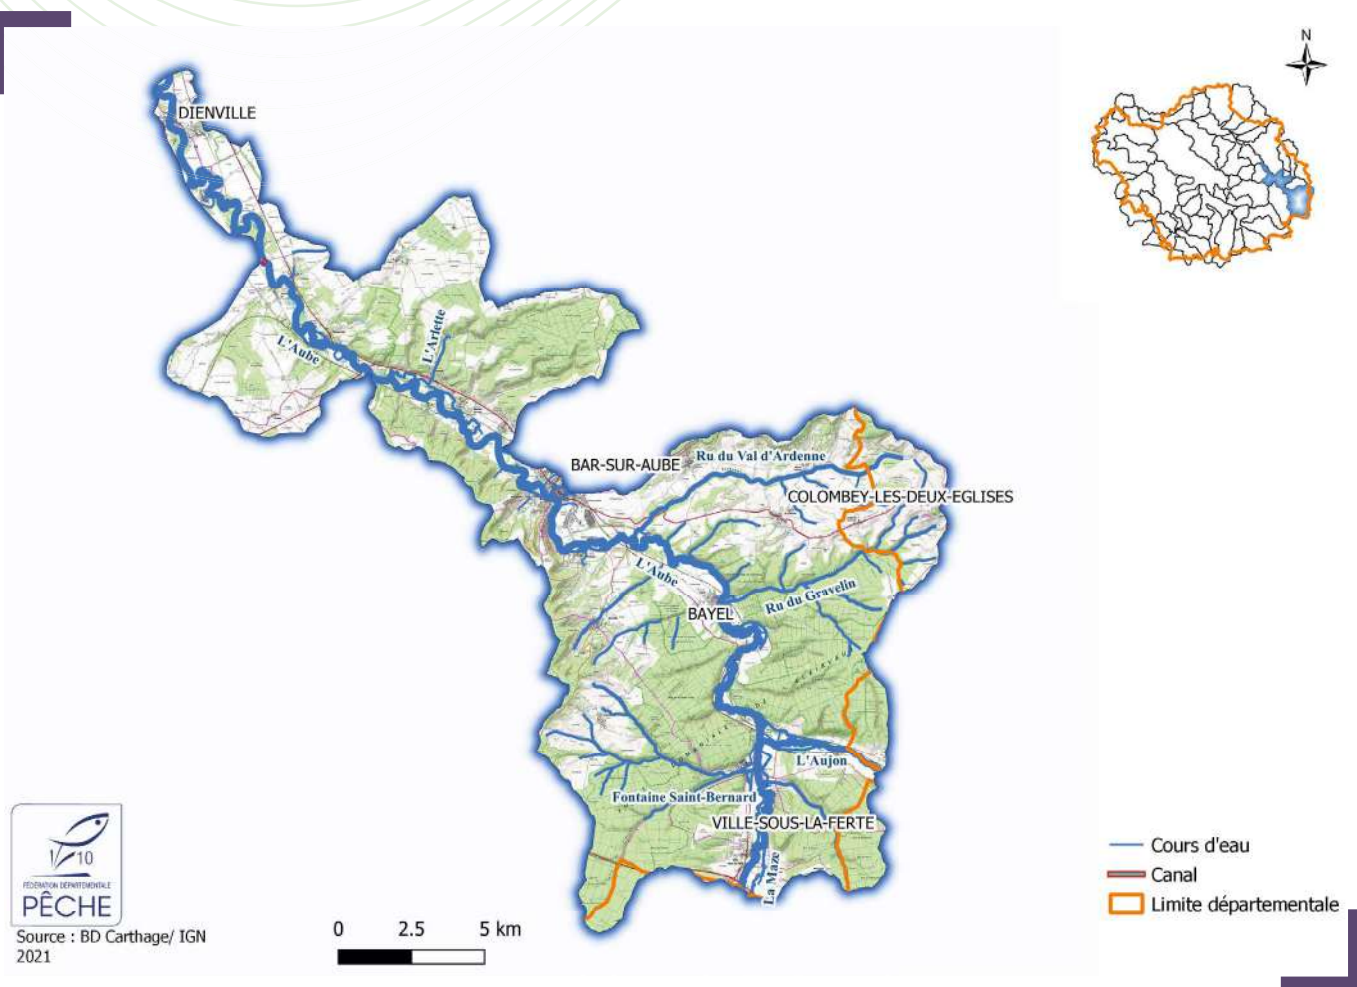 N
DIENVILLE
L'Aube
L'Arlette
BAR-SUR-AUBE
Ru du Val d'Ardenne
COLOMBEY-LES-DEUX-EGLISES
L'Aube
Ru du Gravelin
BAYEL
L'Aujon
Fontaine Saint-Bernard
VILLE-SOUS-LA-FERTE
La Maze
Cours d'eau
Canal
Limite départementale
10
FÉDÉRATION DÉPARTEMENTALE
PÊCHE
Source : BD Carthage/ IGN
2021
0 2.5 5 km